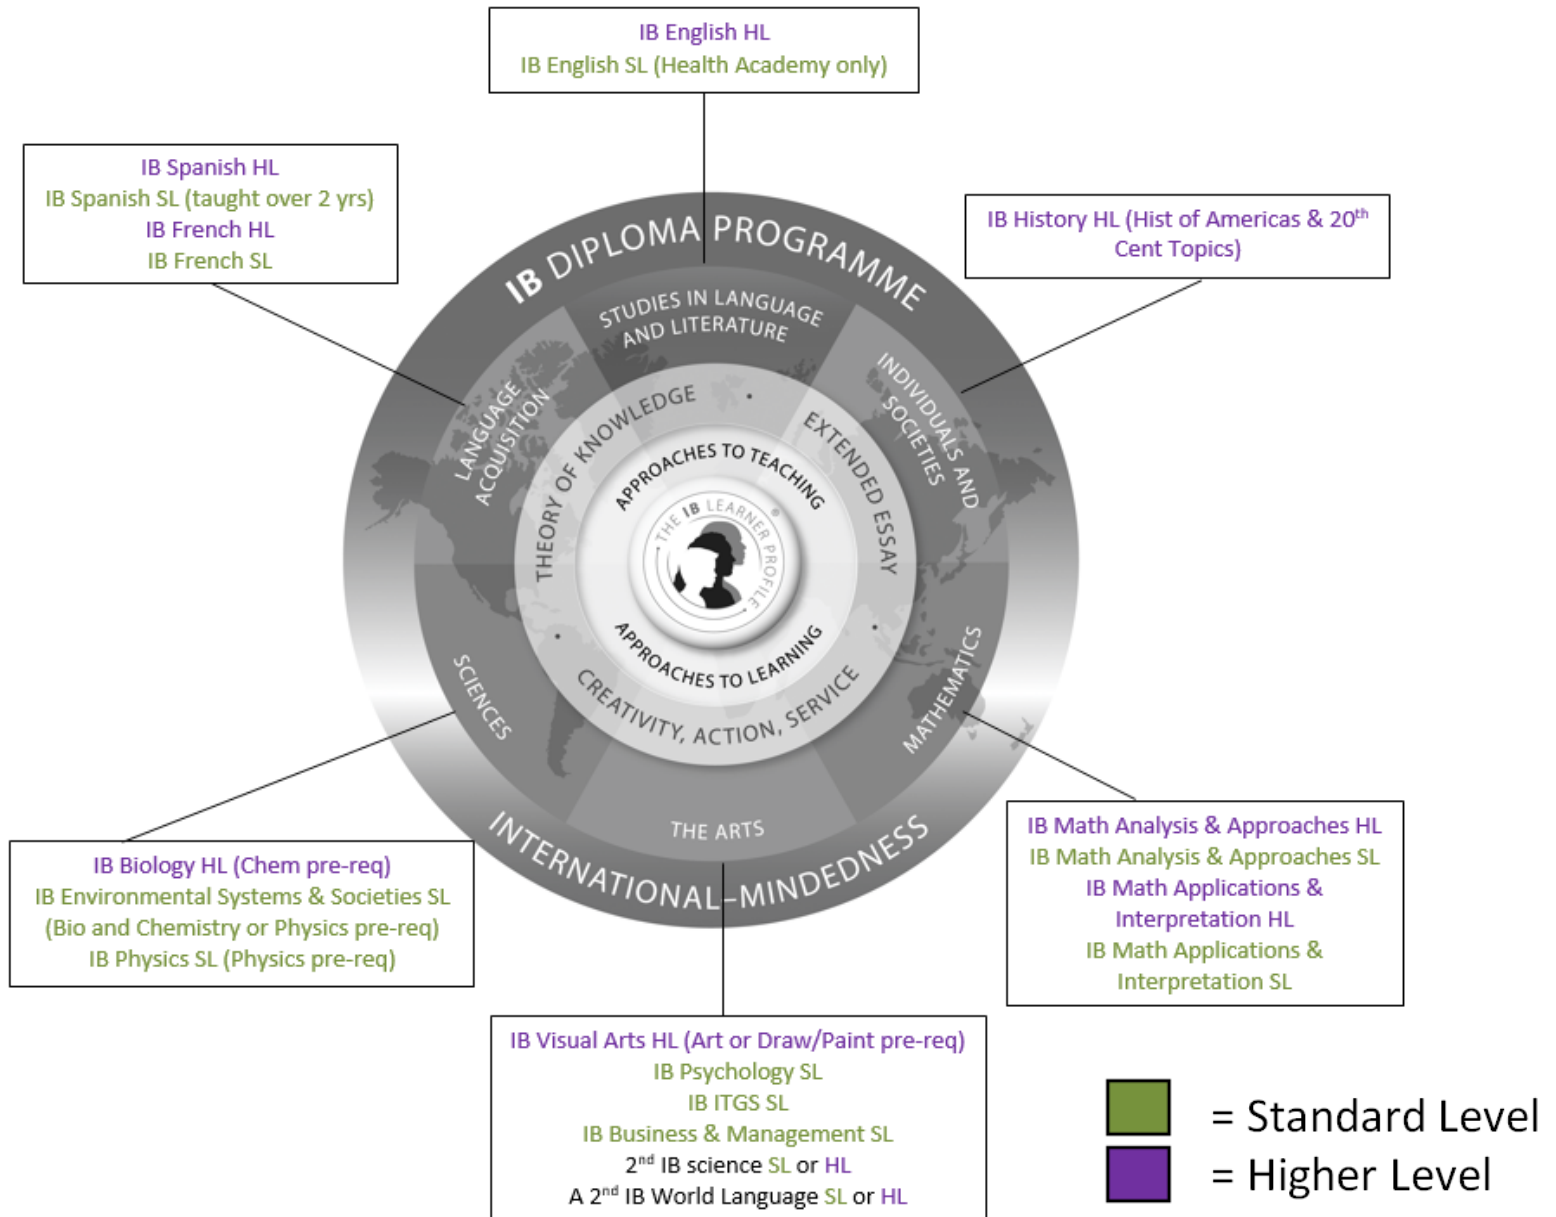 IB English HL
IB English SL (Health Academy only)
IB Spanish HL
IB Spanish SL (taught over 2 yrs)
IB French HL
IB French SL
IB History HL (Hist of Americas & 20th
Cent Topics)
IB DIPLOMA PROGRAMME
STUDIES IN LANGUAGE
AND LITERATURE
LANGUAGE
ACQUISITION
INDIVIDUALS AND
SOCIETIES
THEORY OF KNOWLEDGE
EXTENDED ESSAY
APPROACHES TO TEACHING
THE IB LEARNER PROFILE ®
APPROACHES TO LEARNING
CREATIVITY, ACTION, SERVICE
SCIENCES
MATHEMATICS
THE ARTS
INTERNATIONAL-MINDEDNESS
IB Biology HL (Chem pre-req)
IB Environmental Systems & Societies SL
(Bio and Chemistry or Physics pre-req)
IB Physics SL (Physics pre-req)
IB Math Analysis & Approaches HL
IB Math Analysis & Approaches SL
IB Math Applications &
Interpretation HL
IB Math Applications &
Interpretation SL
IB Visual Arts HL (Art or Draw/Paint pre-req)
IB Psychology SL
IB ITGS SL
IB Business & Management SL
2nd IB science SL or HL
A 2nd IB World Language SL or HL
= Standard Level
= Higher Level